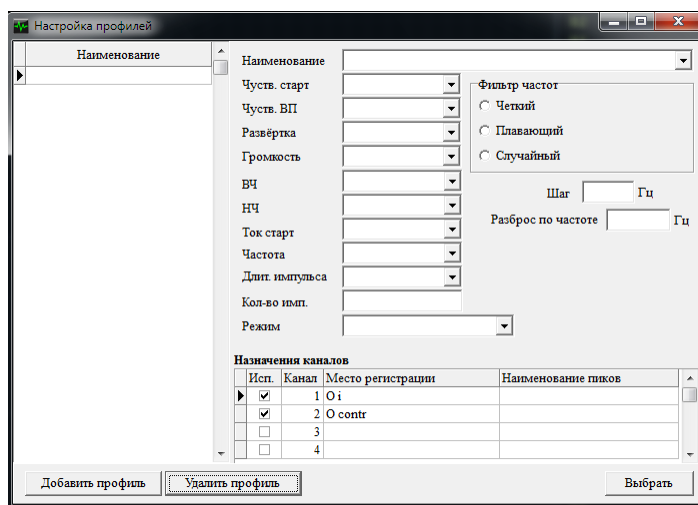 Настройка профилей
Наименование
Наименование
Чуств. старт
Чуств. ВП
Развёртка
Громкость
ВЧ
НЧ
Ток старт
Частота
Длит. импульса
Кол-во имп.
Режим
Фильтр частот
Четкий
Плавающий
Случайный
Шаг Гц
Разброс по частоте Гц
Назначения каналов
Исп. Канал Место регистрации Наименование пиков
1 O i
2 O contr
3
4
Добавить профиль Удалить профиль Выбрать